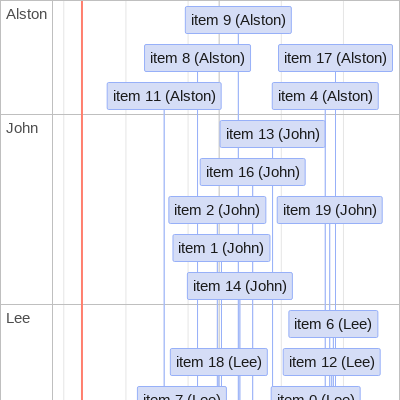 Alston
item 9 (Alston)
item 8 (Alston)
item 17 (Alston)
item 11 (Alston)
item 4 (Alston)
John
item 13 (John)
item 16 (John)
item 2 (John)
item 19 (John)
item 1 (John)
item 14 (John)
Lee
item 6 (Lee)
item 18 (Lee)
item 12 (Lee)
item 7 (Lee)
item 0 (Lee)